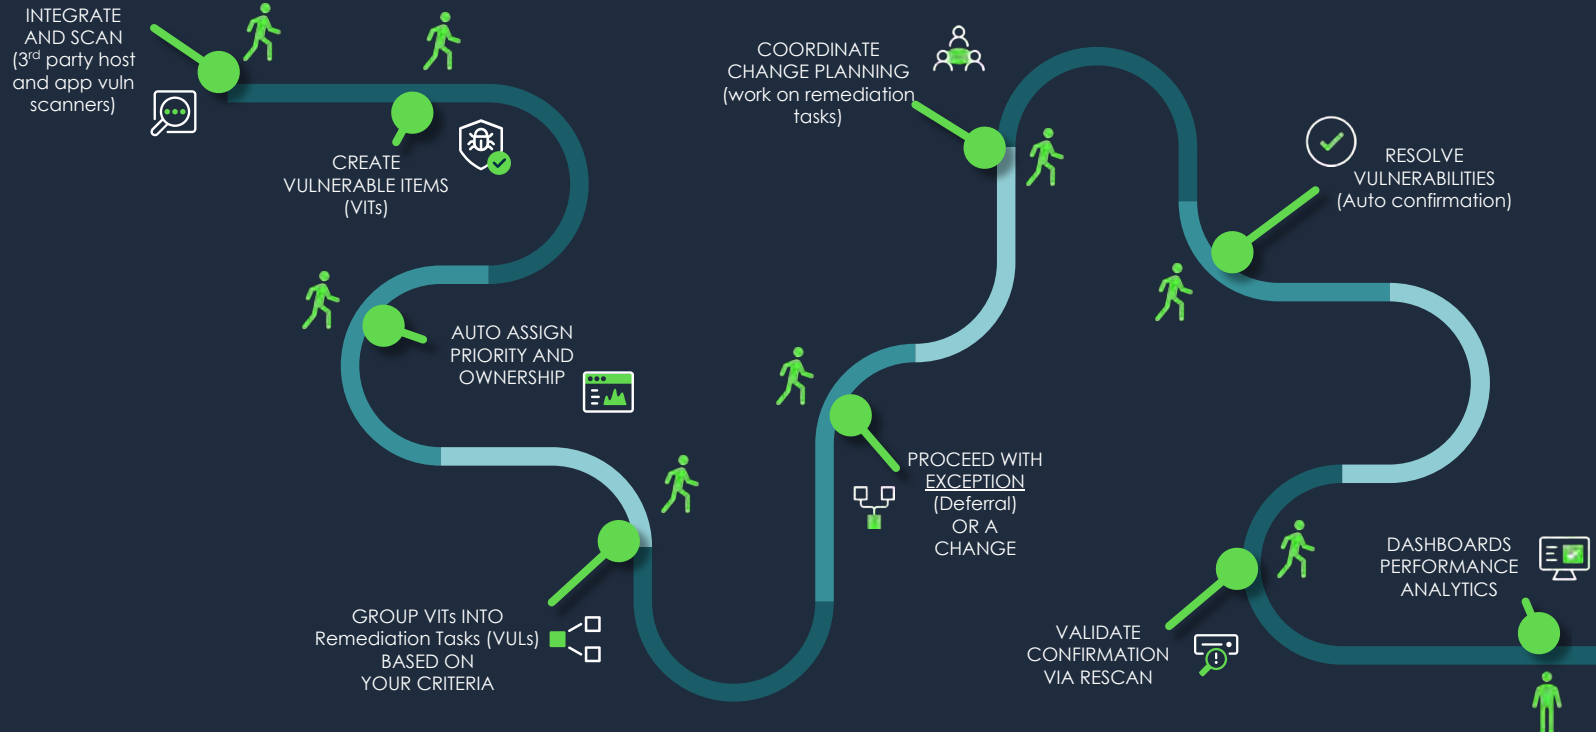 INTEGRATE
AND SCAN
(3rd party host
and app vuln
scanners)
CREATE
VULNERABLE ITEMS
(VITs)
AUTO ASSIGN
PRIORITY AND
OWNERSHIP
GROUP VITs INTO
Remediation Tasks (VULs)
BASED ON
YOUR CRITERIA
PROCEED WITH
EXCEPTION
(Deferral)
OR A
CHANGE
COORDINATE
CHANGE PLANNING
(work on remediation
tasks)
RESOLVE
VULNERABILITIES
(Auto confirmation)
VALIDATE
CONFIRMATION
VIA RESCAN
DASHBOARDS
PERFORMANCE
ANALYTICS